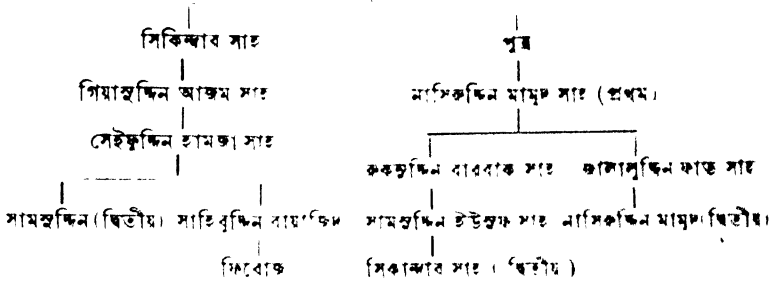 সিকিন্দার সাহ পুত্র
গিয়াসুদ্দিন আজম সাহ নাসিরুদ্দিন মামুদ সাহ (প্রথম)
সেইফুদ্দিন হামজা সাহ
রুকনুদ্দিন বারবাক সাহ জালালুদ্দিন ফাতে সাহ
সামসুদ্দিন (দ্বিতীয়) সাহিবুদ্দিন বায়াজিদ সামসুদ্দিন ইউসুফ সাহ নাসিরুদ্দিন মামুদ (দ্বিতীয়)
ফিরোজ সিকান্দার সাহ (দ্বিতীয়)